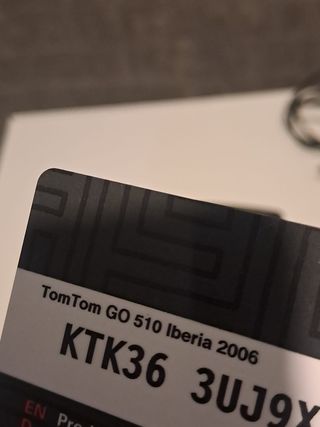 TomTom GO 510 Iberia 2006
KTK36 3UJ9X
EN